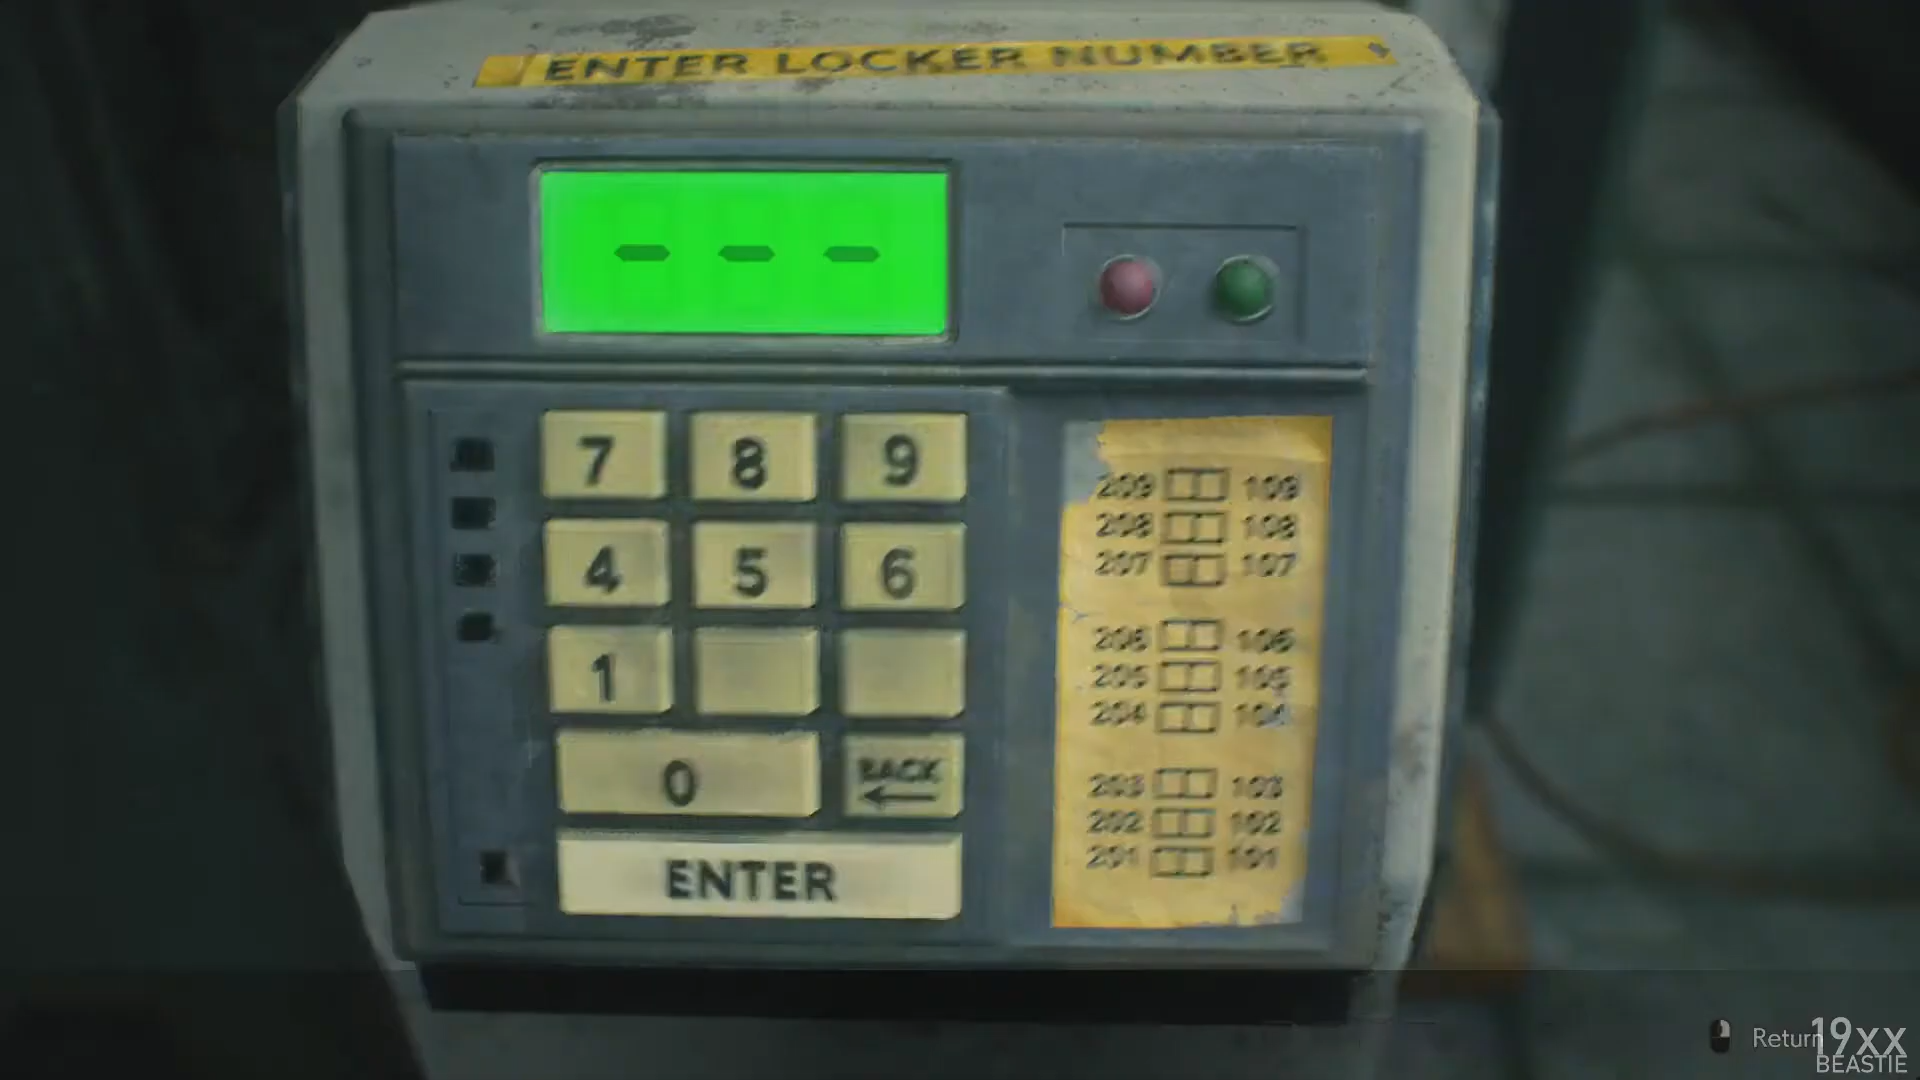 ENTER LOCKER NUMBER
- - -
7 8 9
4 5 6
1
0 BACK
ENTER
209 109
208 108
207 107
206 106
205 105
204 104
203 103
202 102
201 101
Return
19XX
BEASTIE